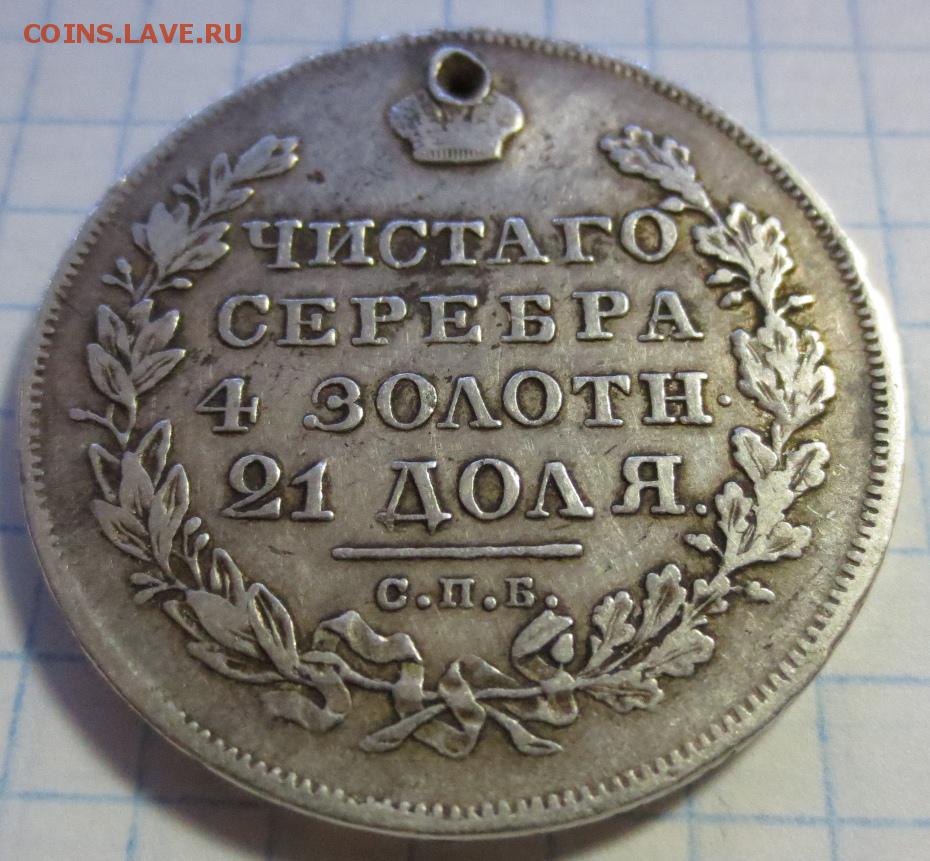 COINS.LAVE.RU
ЧИСТАГО
СЕРЕБРА
4 ЗОЛОТН.
21 ДОЛЯ.
С.П.Б.